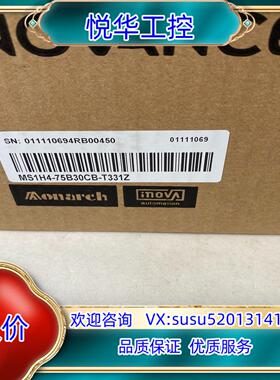 悦华工控
NOVANCE
SN: 011110694RB00450
01111069
MS1H4-75B30CB-T331Z
Monarch
inova
automation
价
欢迎咨询 VX:susu52013141
品质保证 优质服务